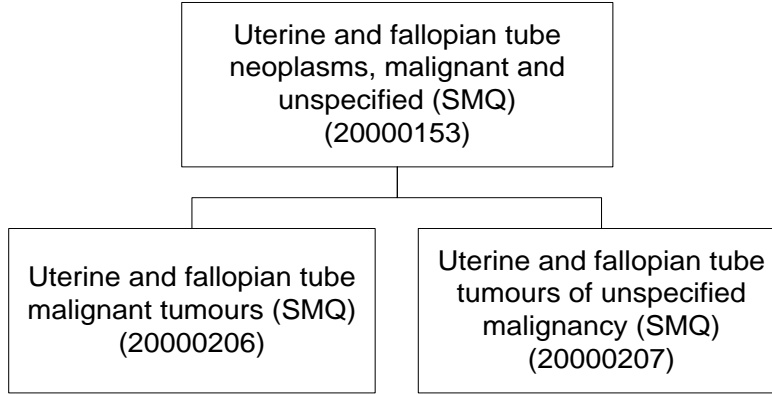 Uterine and fallopian tube
neoplasms, malignant and
unspecified (SMQ)
(20000153)
Uterine and fallopian tube
malignant tumours (SMQ)
(20000206)
Uterine and fallopian tube
tumours of unspecified
malignancy (SMQ)
(20000207)